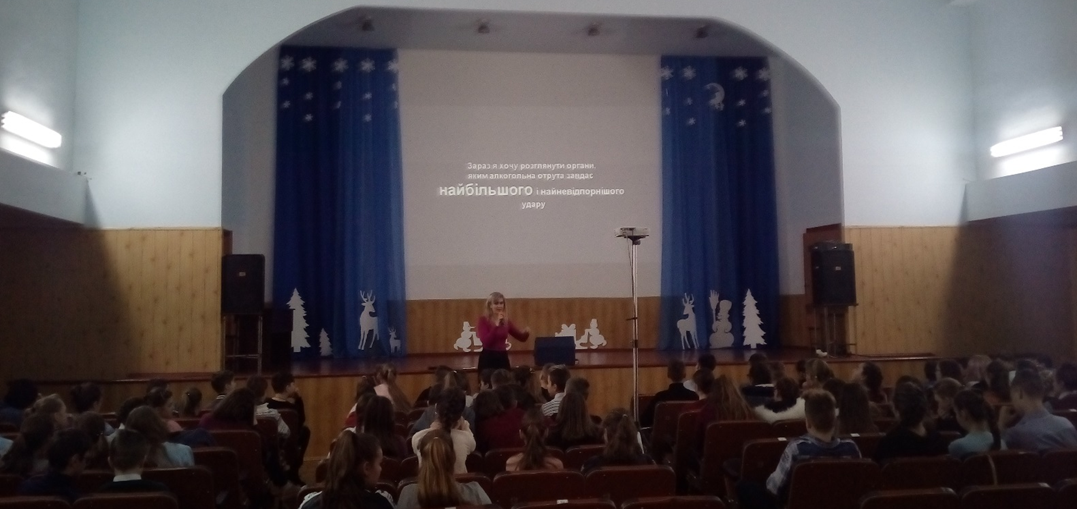 Зараз я хочу розглянути органи,
яким алкогольна отрута завдає
найбільшого і найневідпорнішого
удару